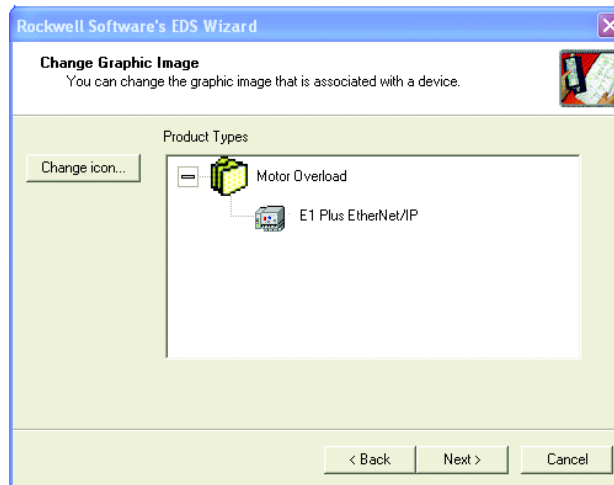 Rockwell Software's EDS Wizard
Change Graphic Image
You can change the graphic image that is associated with a device.
Product Types
Change icon...
Motor Overload
E1 Plus EtherNet/IP
< Back
Next >
Cancel